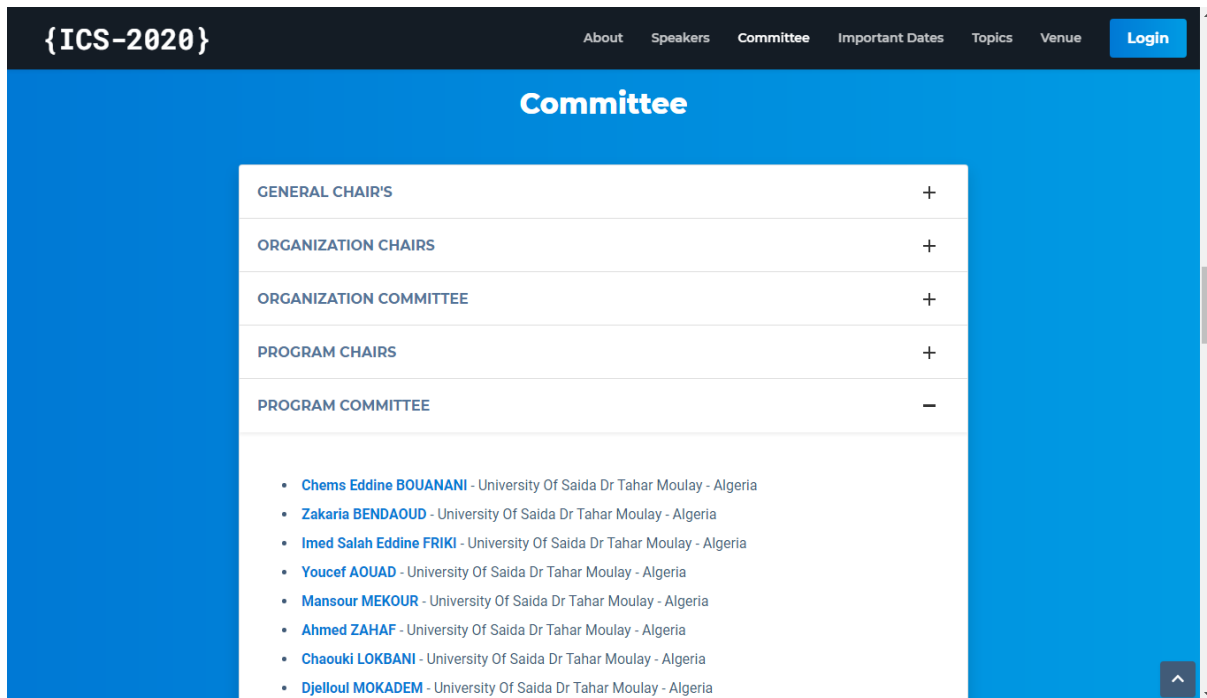 {ICS-2020} About Speakers Committee Important Dates Topics Venue Login
Committee
GENERAL CHAIR'S +
ORGANIZATION CHAIRS +
ORGANIZATION COMMITTEE +
PROGRAM CHAIRS +
PROGRAM COMMITTEE −
• Chems Eddine BOUANANI - University Of Saida Dr Tahar Moulay - Algeria
• Zakaria BENDAOUD - University Of Saida Dr Tahar Moulay - Algeria
• Imed Salah Eddine FRIKI - University Of Saida Dr Tahar Moulay - Algeria
• Youcef AOUAD - University Of Saida Dr Tahar Moulay - Algeria
• Mansour MEKOUR - University Of Saida Dr Tahar Moulay - Algeria
• Ahmed ZAHAF - University Of Saida Dr Tahar Moulay - Algeria
• Chaouki LOKBANI - University Of Saida Dr Tahar Moulay - Algeria
• Djelloul MOKADEM - University Of Saida Dr Tahar Moulay - Algeria